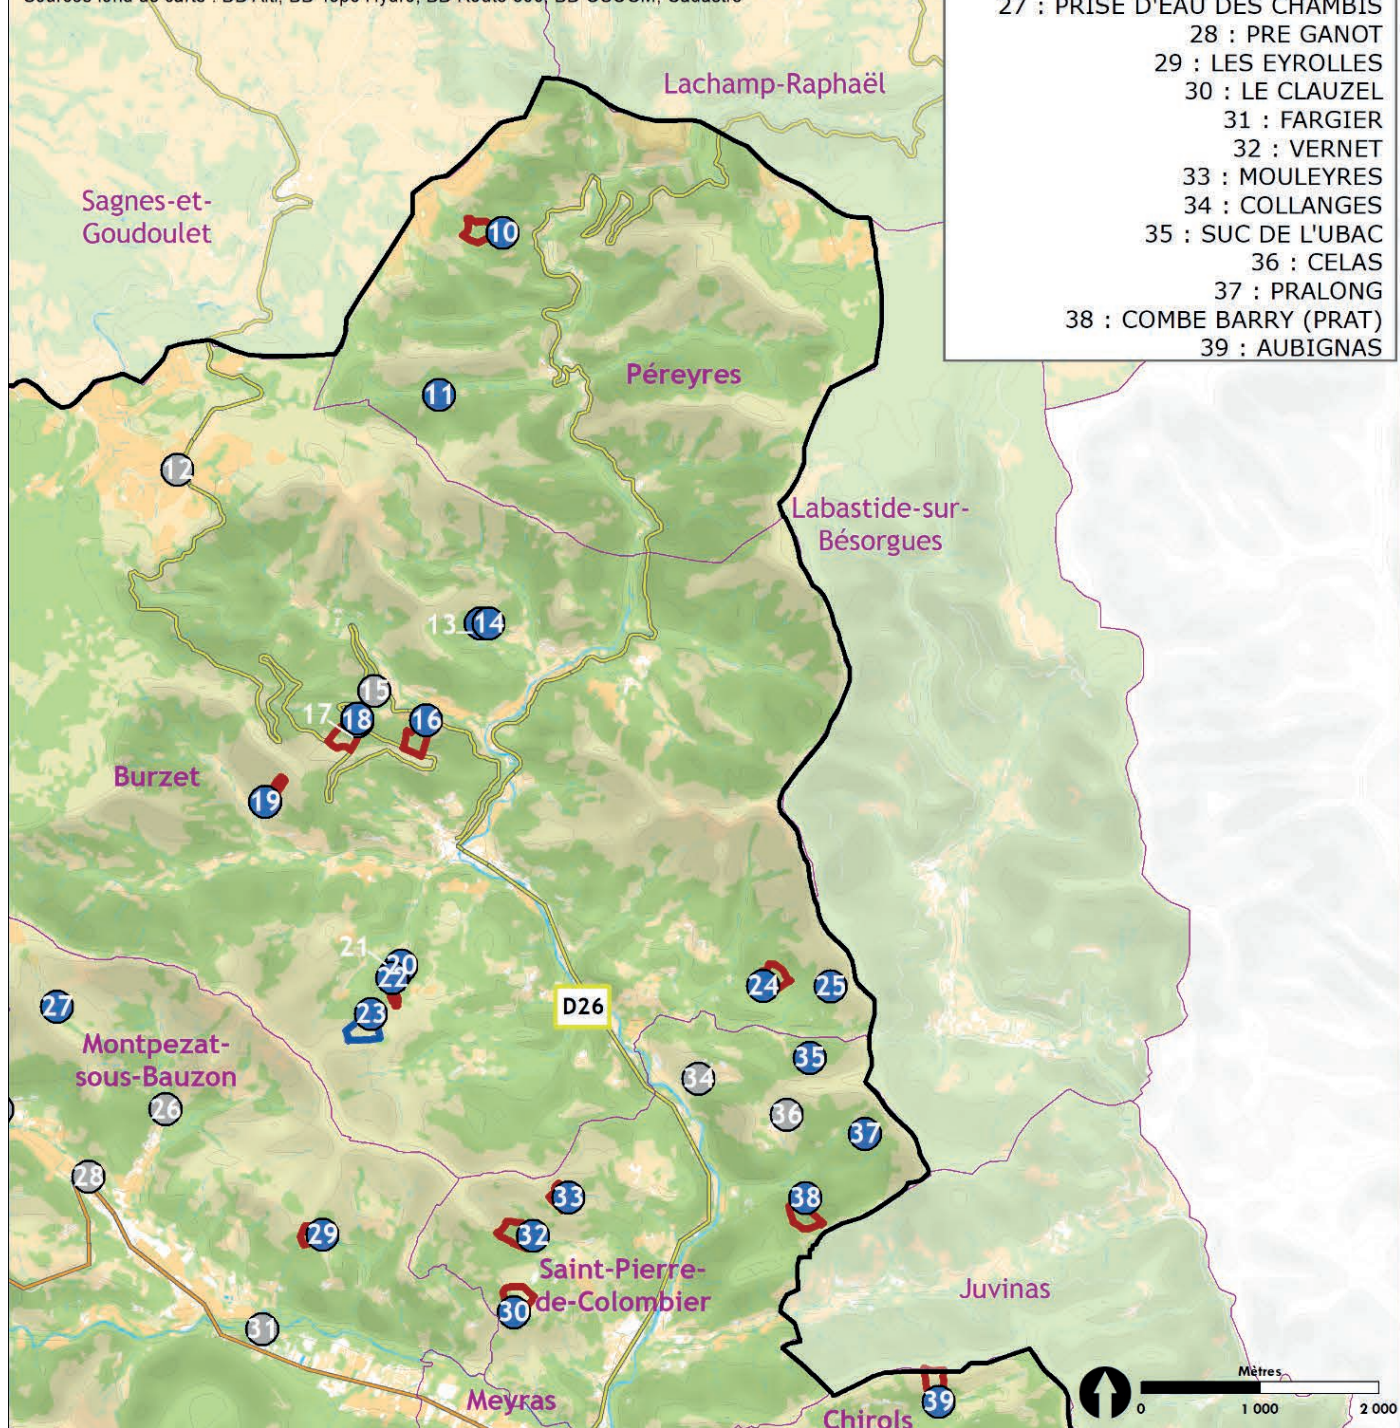 27 : PRISE D'EAU DES CHAMBIS
28 : PRE GANOT
29 : LES EYROLLES
30 : LE CLAUZEL
31 : FARGIER
32 : VERNET
33 : MOULEYRES
34 : COLLANGES
35 : SUC DE L'UBAC
36 : CELAS
37 : PRALONG
38 : COMBE BARRY (PRAT)
39 : AUBIGNAS
Lachamp-Raphaël
Sagnes-et-
Goudoulet
10
Péreyres
11
12
Labastide-sur-
Bésorgues
13
14
15
17
18
16
Burzet
19
21
20
22
24
25
23
27
D26
Montpezat-
sous-Bauzon
35
34
26
36
37
28
33
38
29
32
Saint-Pierre-
de-Colombier
30
Juvinas
31
Meyras
39
Chirols
Mètres
0
1 000
2 000